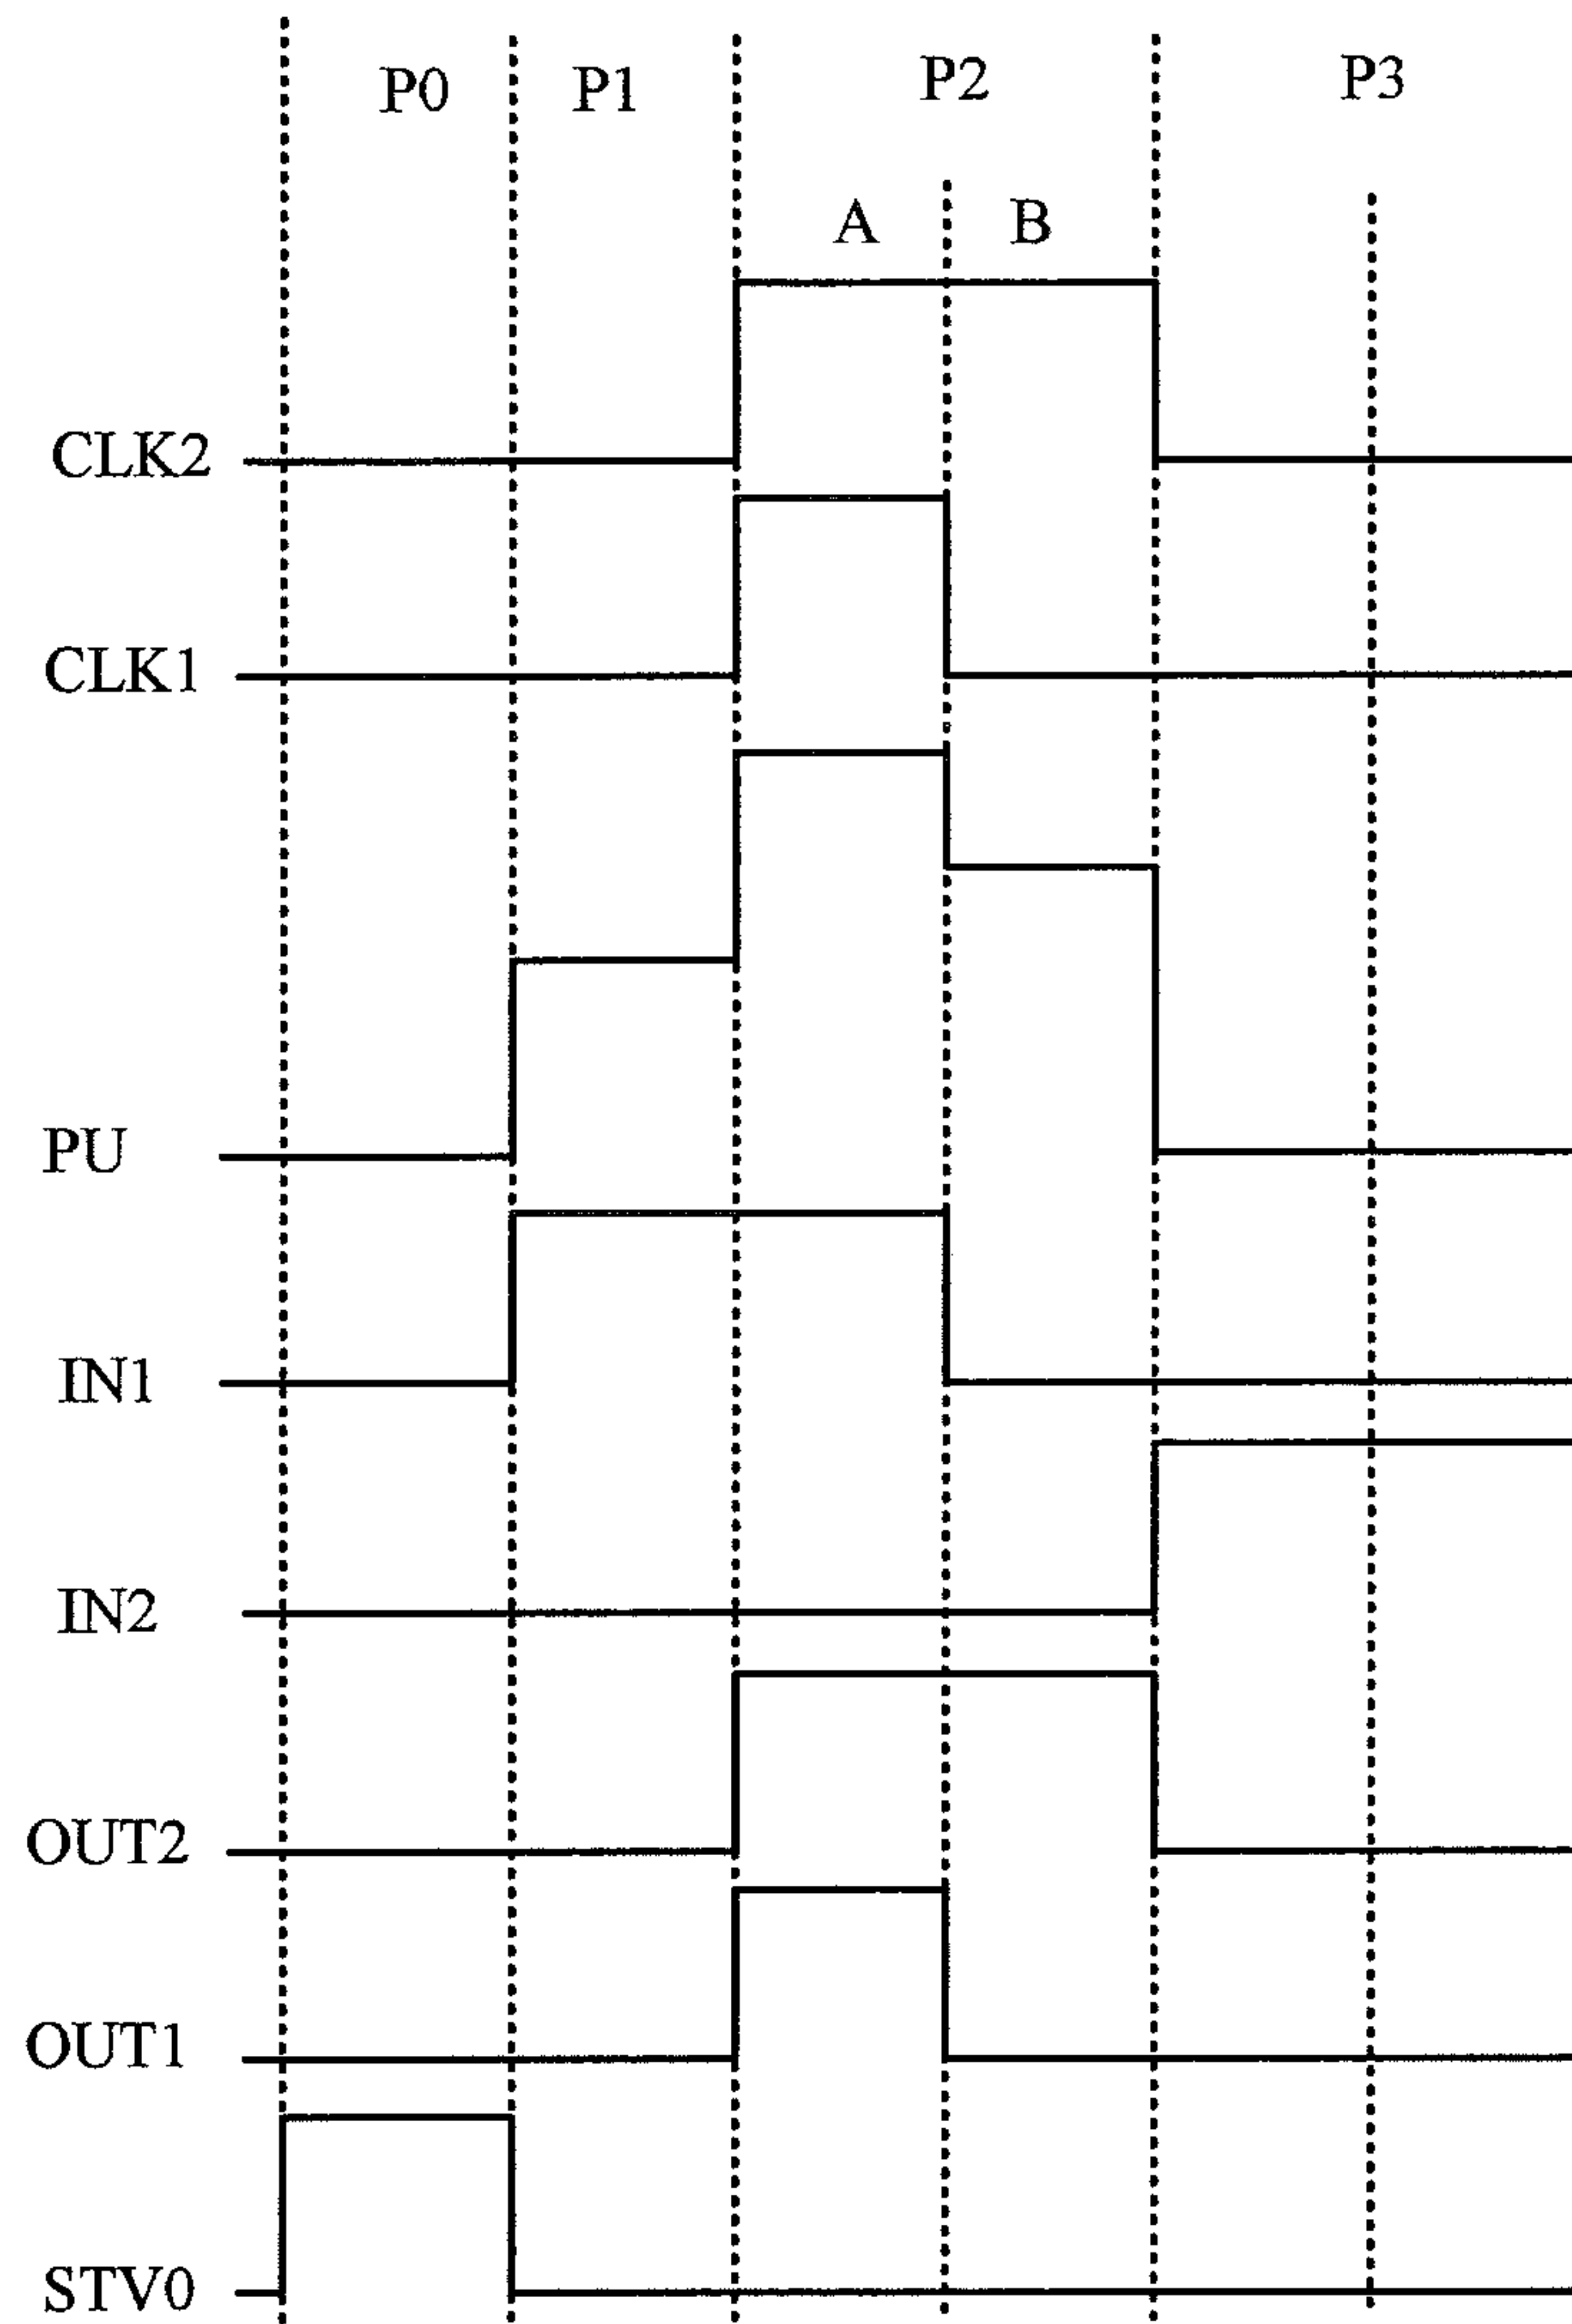 P0 P1 P2 P3
A B
CLK2
CLK1
PU
IN1
IN2
OUT2
OUT1
STV0